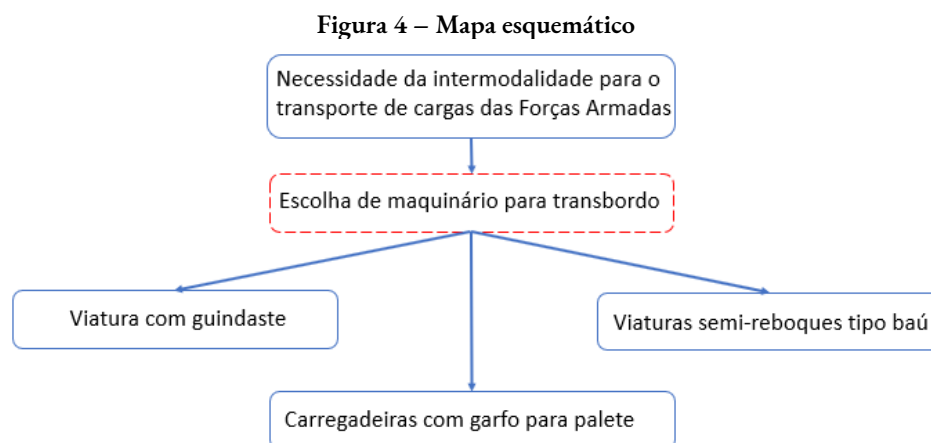 Figura 4 – Mapa esquemático
Necessidade da intermodalidade para o
transporte de cargas das Forças Armadas
Escolha de maquinário para transbordo
Viatura com guindaste
Viaturas semi-reboques tipo baú
Carregadeiras com garfo para palete